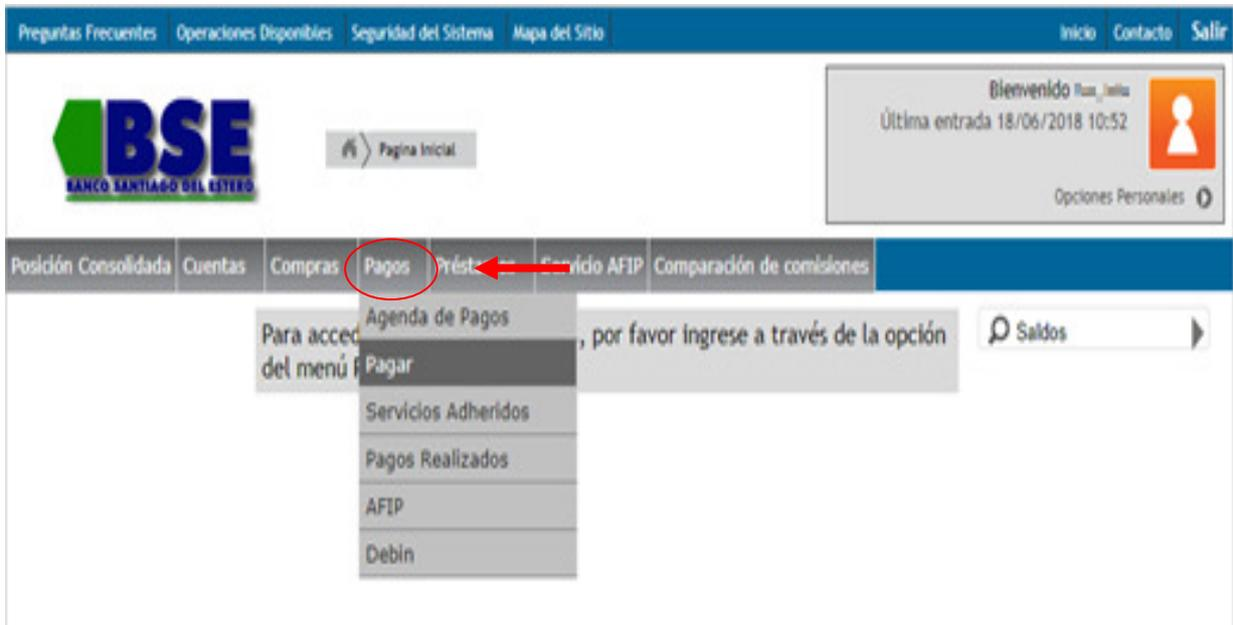 Preguntas Frecuentes Operaciones Disponibles Seguridad del Sistema Mapa del Sitio Inicio Contacto Salir
Bienvenido
Última entrada 18/06/2018 10:52
BSE
BANCO SANTIAGO DEL ESTERO
Pagina Inicial
Opciones Personales
Posición Consolidada Cuentas Compras Pagos Servicio AFIP Comparación de comisiones
Agenda de Pagos
Para , por favor ingrese a través de la opción
del menú
Saldos
Pagar
Servicios Adheridos
Pagos Realizados
AFIP
Debin